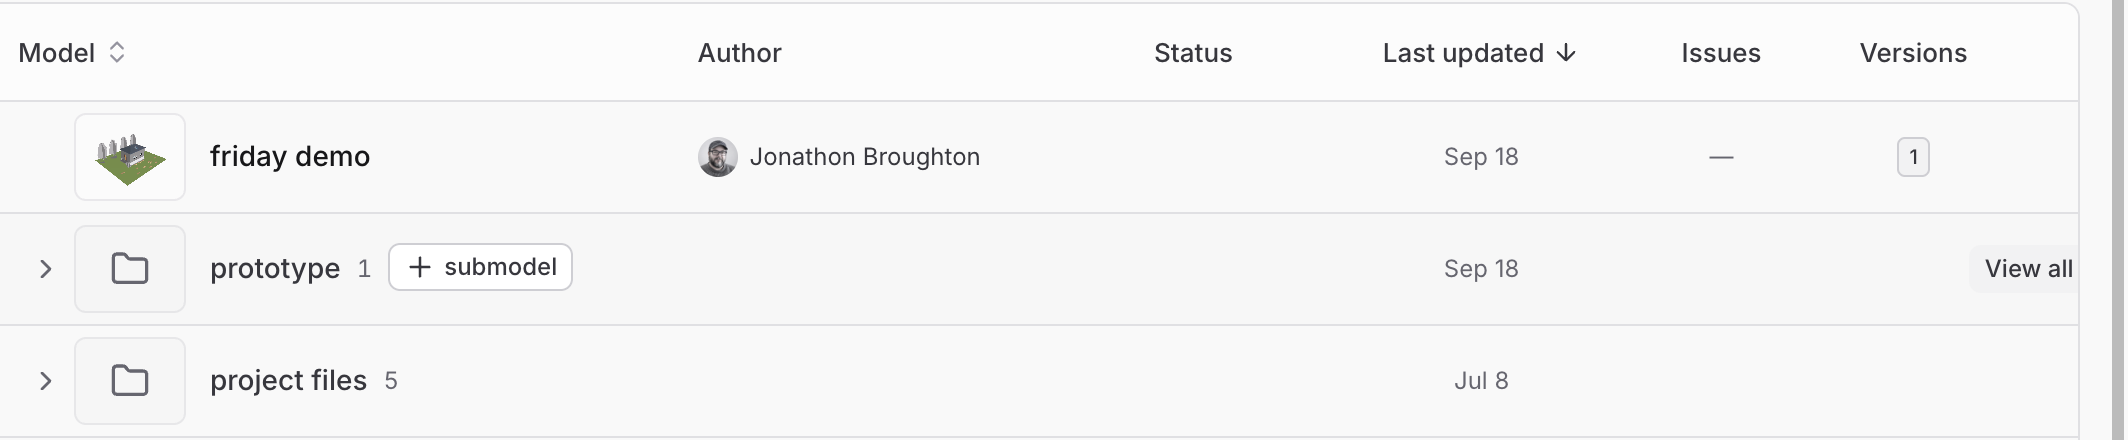 Model Author Status Last updated Issues Versions
friday demo Jonathon Broughton Sep 18 — 1
prototype 1 + submodel Sep 18 View all
project files 5 Jul 8